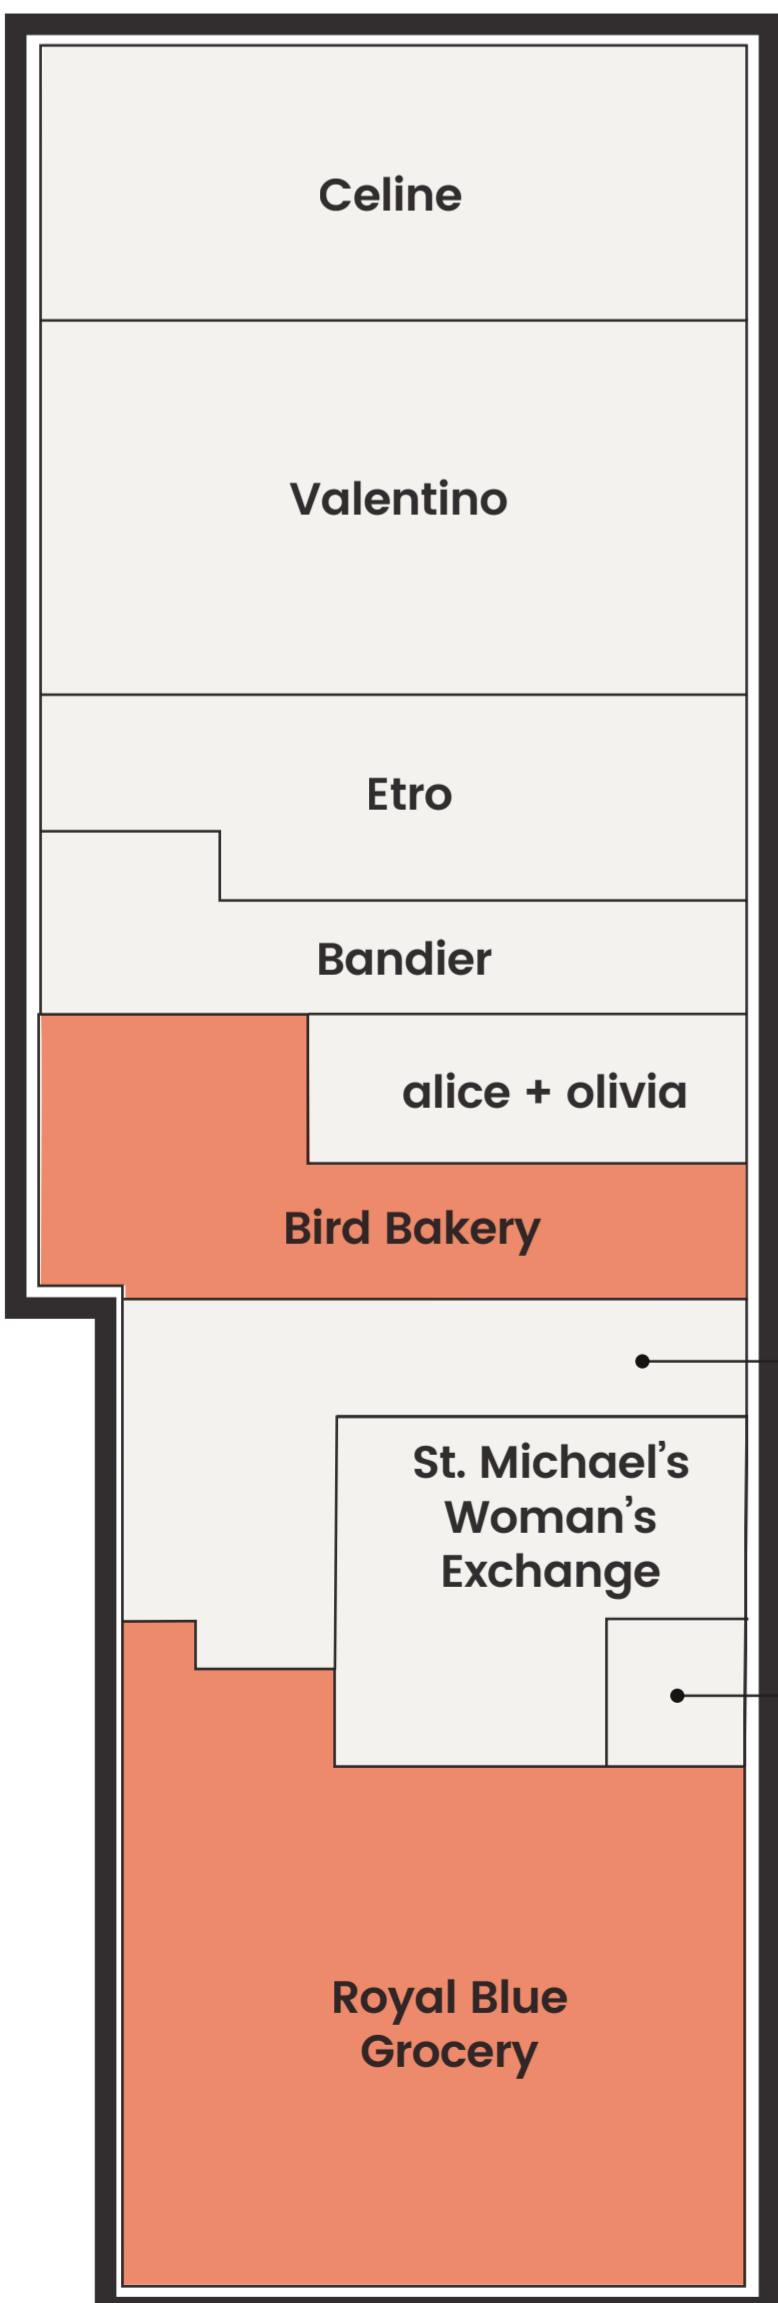 Celine
Valentino
Etro
Bandier
alice + olivia
Bird Bakery
St. Michael’s
Woman’s
Exchange
Royal Blue
Grocery